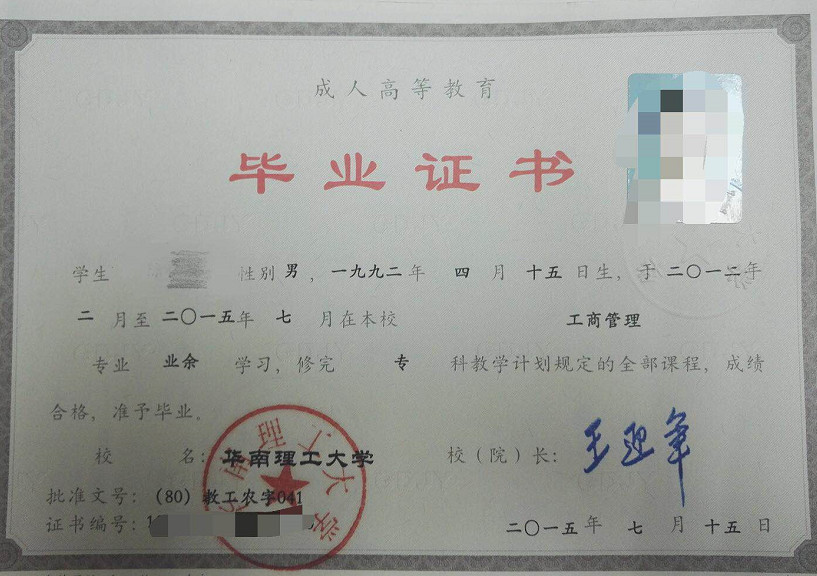 成人高等教育
毕业证书
学生 性别 男 ，一九九二 年 四 月 十五 日生，于 二〇一二年
二 月至 二〇一五年 七 月在本校 工商管理
专业 业余 学习，修完 专 科教学计划规定的全部课程，成绩
合格，准予毕业。
校 名：华南理工大学 校（院）长：
批准文号：（80）教工农字041
证书编号：1
二〇一五 年 七 月 十五 日